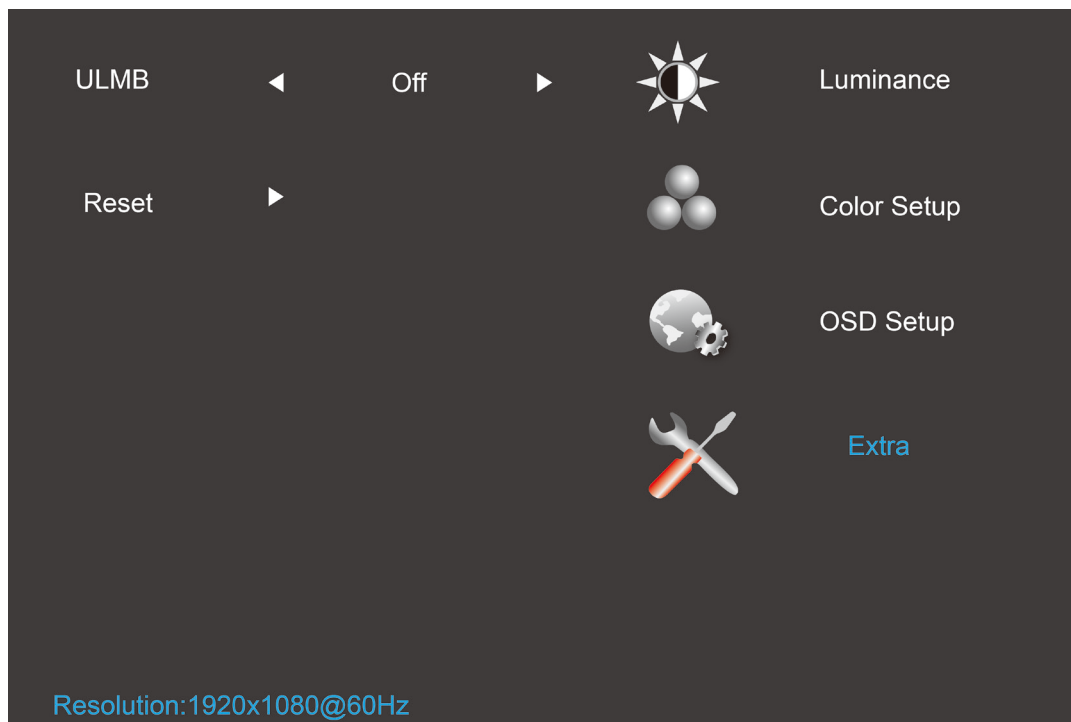 ULMB Off Luminance
Reset Color Setup
OSD Setup
Extra
Resolution:1920x1080@60Hz